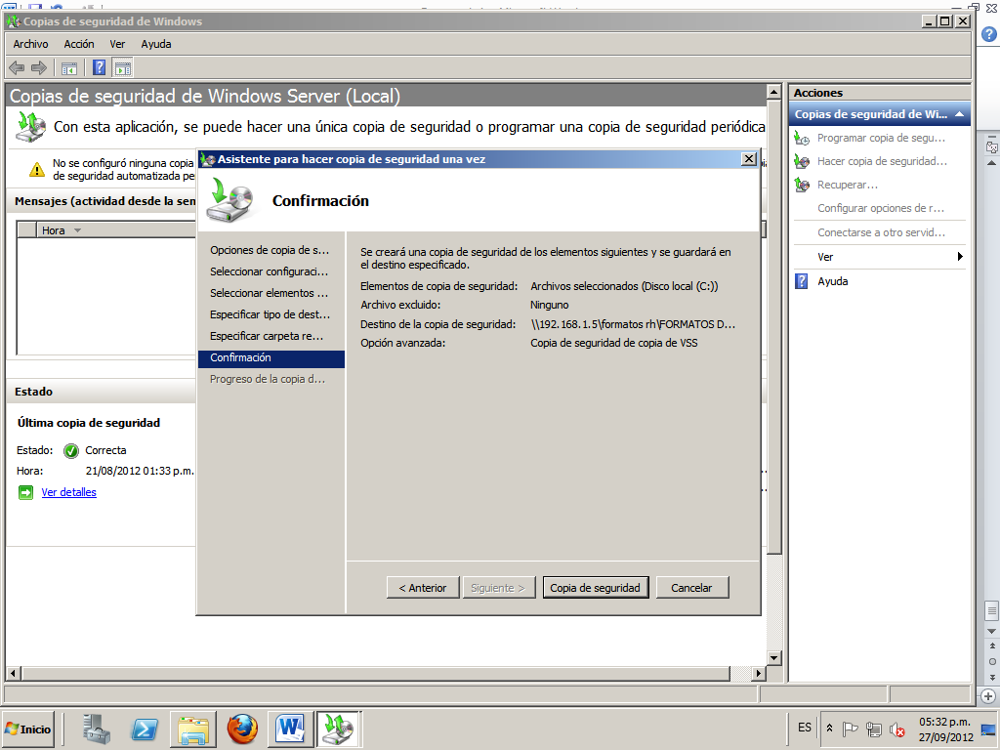 Copias de seguridad de Windows
Archivo Acción Ver Ayuda
Copias de seguridad de Windows Server (Local)
Con esta aplicación, se puede hacer una única copia de seguridad o programar una copia de seguridad periódica
No se configuró ninguna copia
de seguridad automatizada pe
Mensajes (actividad desde la sen
Hora
Estado
Última copia de seguridad
Estado: Correcta
Hora: 21/08/2012 01:33 p.m.
Ver detalles
Asistente para hacer copia de seguridad una vez
Confirmación
Opciones de copia de s...
Seleccionar configuraci...
Seleccionar elementos ...
Especificar tipo de dest...
Especificar carpeta re...
Confirmación
Progreso de la copia d...
Se creará una copia de seguridad de los elementos siguientes y se guardará en
el destino especificado.
Elementos de copia de seguridad: Archivos seleccionados (Disco local (C:))
Archivo excluido: Ninguno
Destino de la copia de seguridad: \\192.168.1.5\formatos rh\FORMATOS D...
Opción avanzada: Copia de seguridad de copia de VSS
< Anterior Siguiente > Copia de seguridad Cancelar
Acciones
Copias de seguridad de Wi...
Programar copia de segu...
Hacer copia de seguridad...
Recuperar...
Configurar opciones de r...
Conectarse a otro servid...
Ver
Ayuda
Inicio
ES
05:32 p.m.
27/09/2012